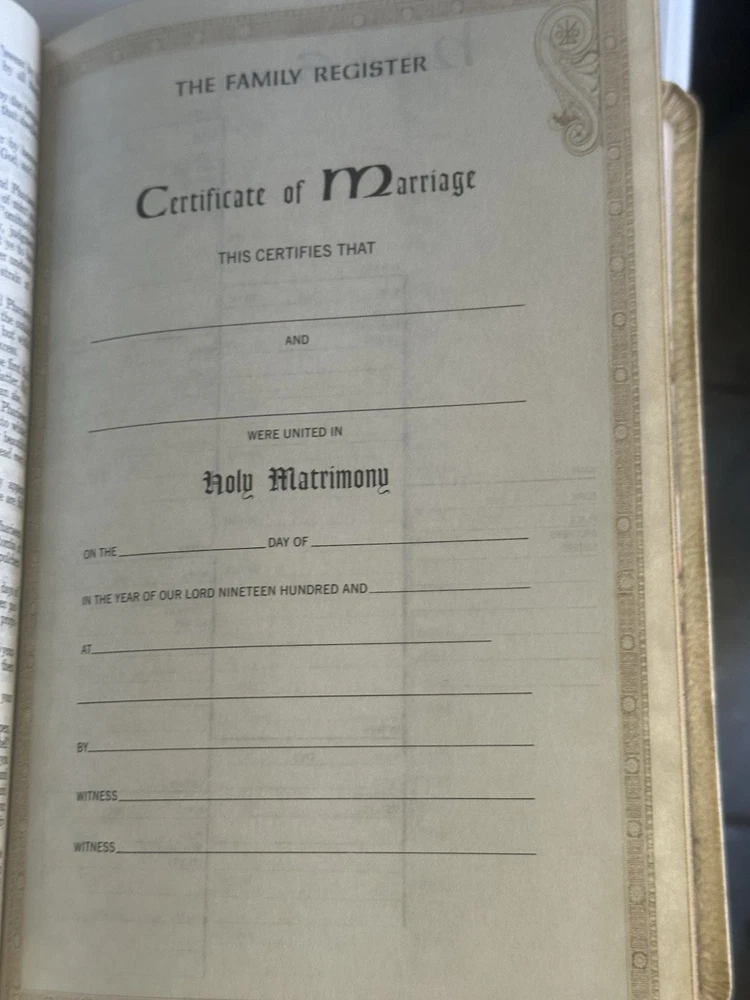 THE FAMILY REGISTER
Certificate of Marriage
THIS CERTIFIES THAT
AND
WERE UNITED IN
Holy Matrimony
ON THE DAY OF
IN THE YEAR OF OUR LORD NINETEEN HUNDRED AND
AT
BY
WITNESS
WITNESS